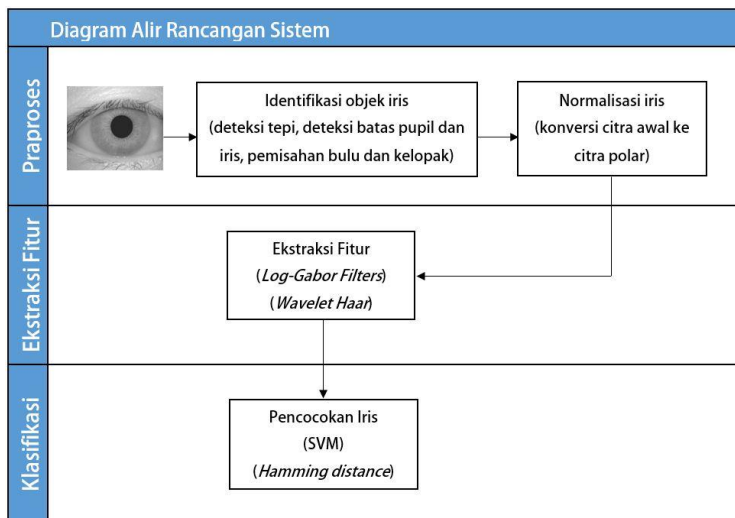 Diagram Alir Rancangan Sistem
Praproses
Identifikasi objek iris
(deteksi tepi, deteksi batas pupil dan
iris, pemisahan bulu dan kelopak)
Normalisasi iris
(konversi citra awal ke
citra polar)
Ekstraksi Fitur
Ekstraksi Fitur
(Log-Gabor Filters)
(Wavelet Haar)
Klasifikasi
Pencocokan Iris
(SVM)
(Hamming distance)